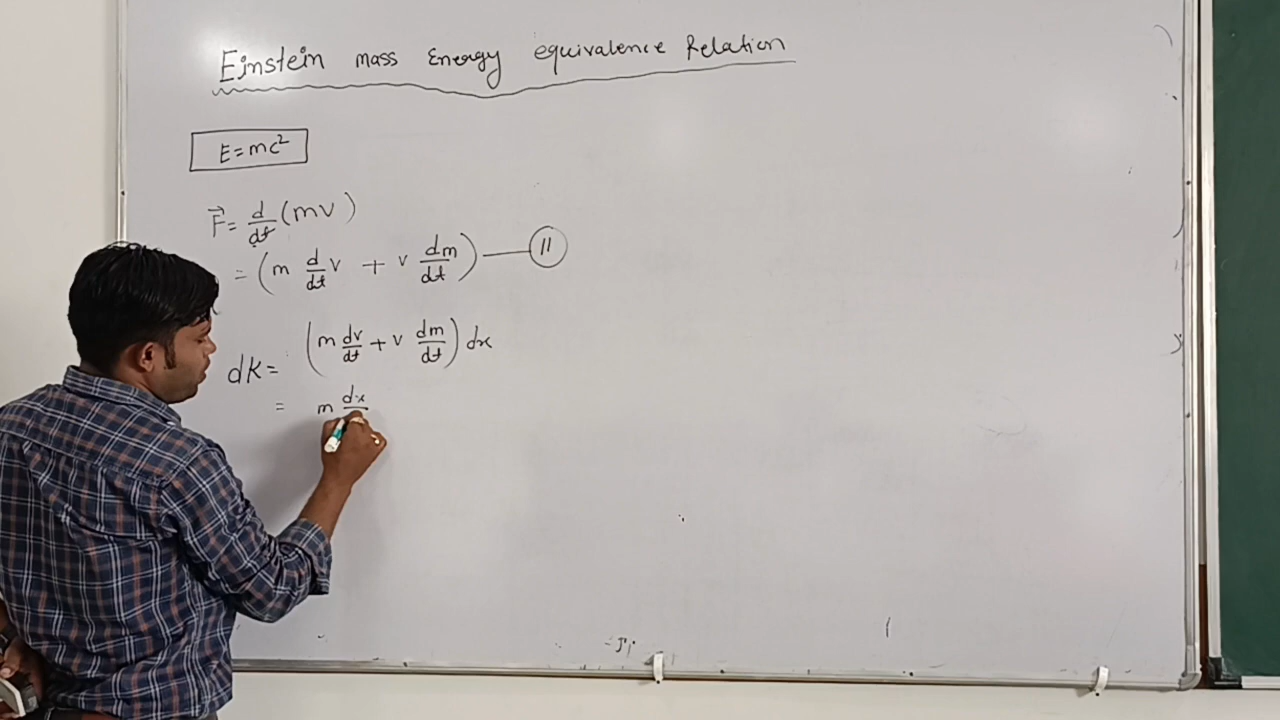 Einstein mass Energy equivalence Relation
E=mc²
F⃗ = d/dt (mv)
= (m d/dt v + v dm/dt) — (11)
dK = (m dv/dt + v dm/dt) dx
= m dx